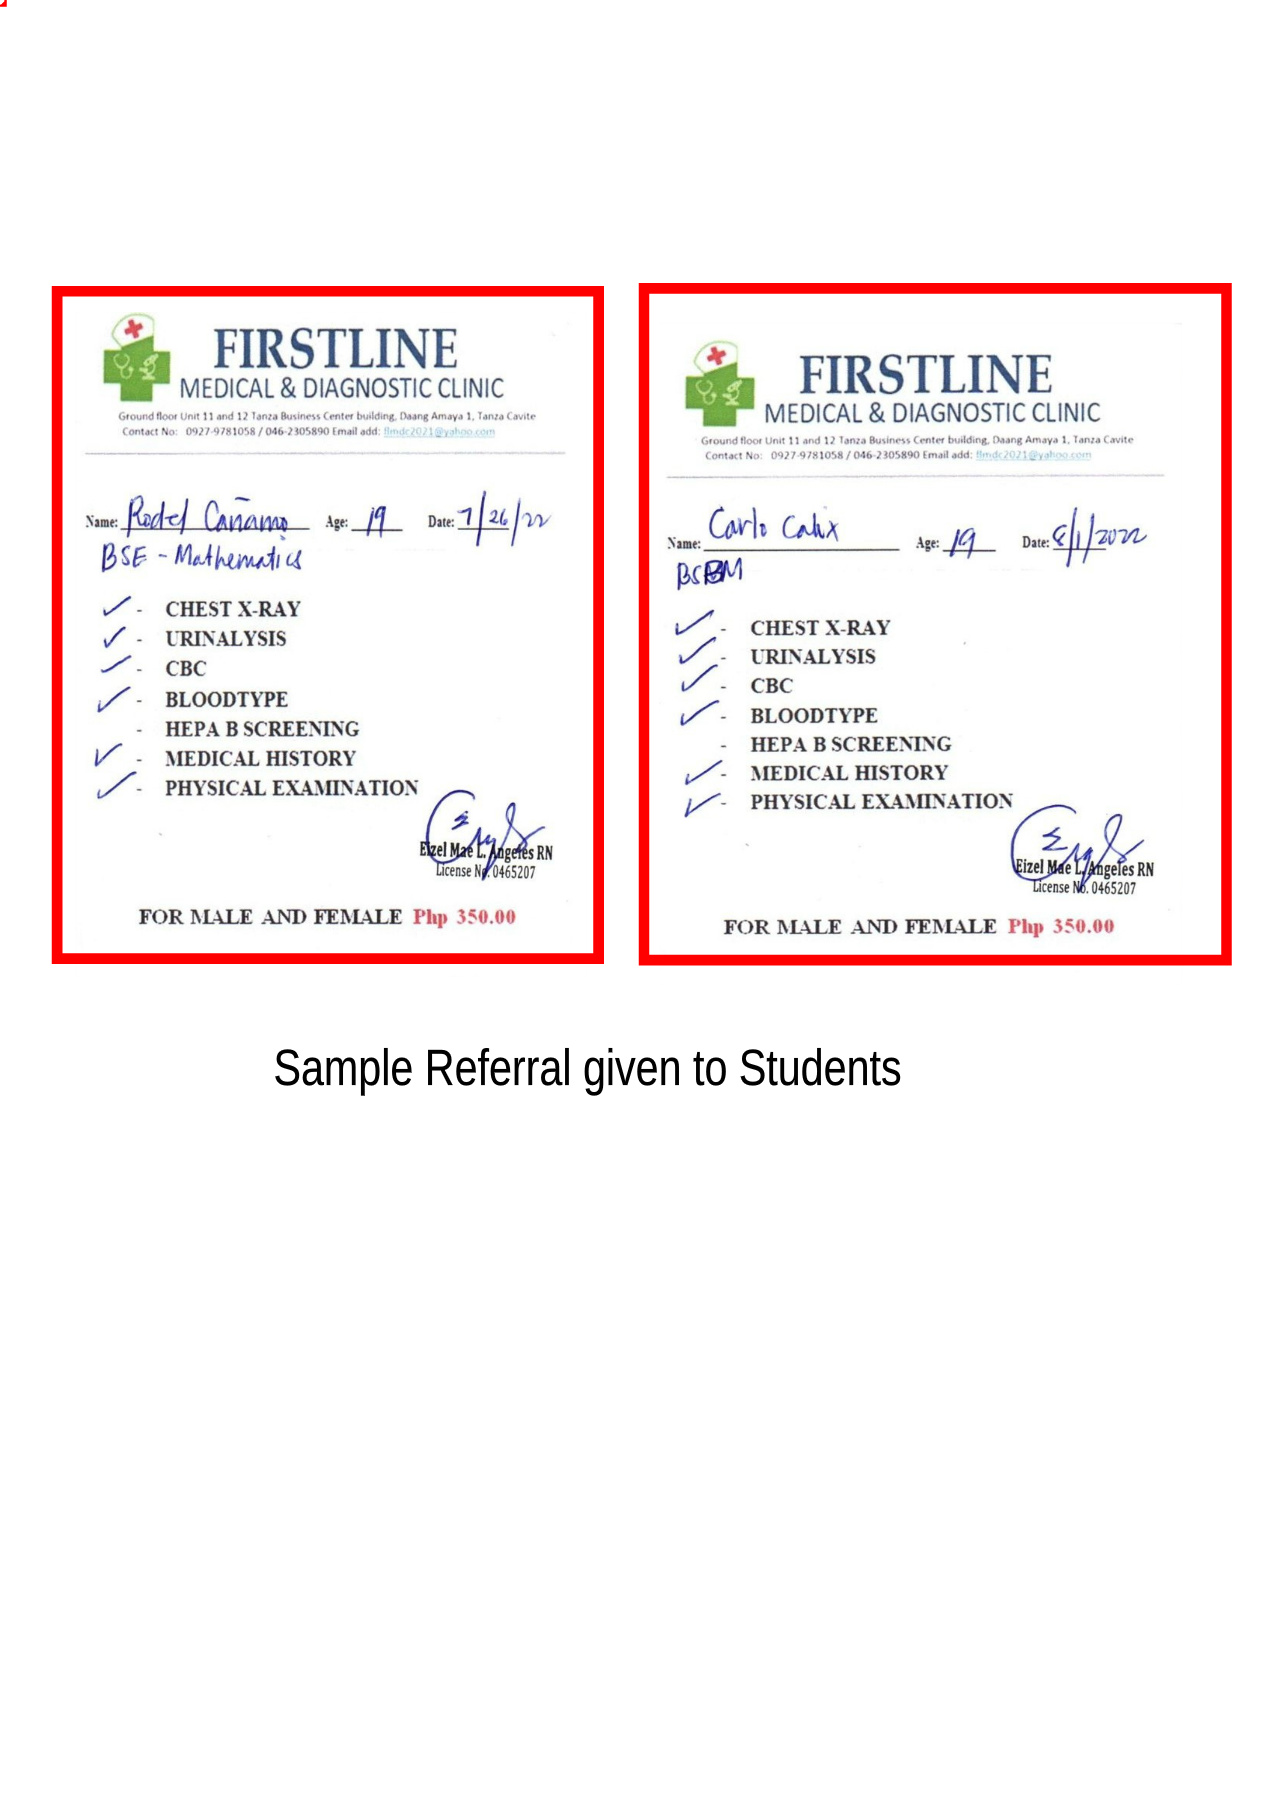 FIRSTLINE
MEDICAL & DIAGNOSTIC CLINIC
Ground floor Unit 11 and 12 Tanza Business Center building, Daang Amaya 1, Tanza Cavite
Contact No: 0927-9781058 / 046-2305890 Email add: flmdc2021@yahoo.com
Name: Rodel Cañamo Age: 19 Date: 7/26/22
BSE - Mathematics
- CHEST X-RAY
- URINALYSIS
- CBC
- BLOODTYPE
- HEPA B SCREENING
- MEDICAL HISTORY
- PHYSICAL EXAMINATION
Eizel Mae L. Angeles RN
License No. 0465207
FOR MALE AND FEMALE Php 350.00
FIRSTLINE
MEDICAL & DIAGNOSTIC CLINIC
Ground floor Unit 11 and 12 Tanza Business Center building, Daang Amaya 1, Tanza Cavite
Contact No: 0927-9781058 / 046-2305890 Email add: flmdc2021@yahoo.com
Name: Carlo Calix Age: 19 Date: 8/1/2022
BSBM
- CHEST X-RAY
- URINALYSIS
- CBC
- BLOODTYPE
- HEPA B SCREENING
- MEDICAL HISTORY
- PHYSICAL EXAMINATION
Eizel Mae L. Angeles RN
License No. 0465207
FOR MALE AND FEMALE Php 350.00
Sample Referral given to Students